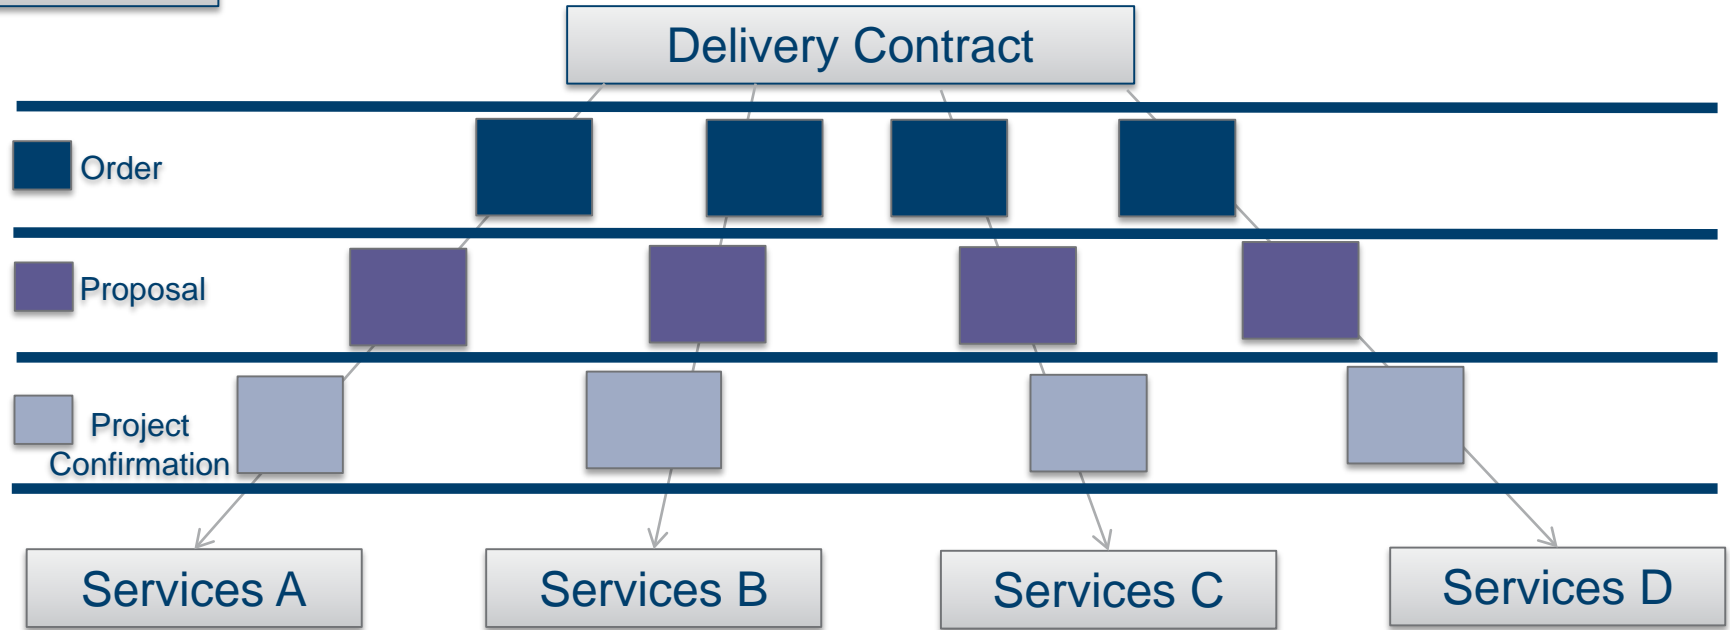 Delivery Contract
Order
Proposal
Project
Confirmation
Services A
Services B
Services C
Services D